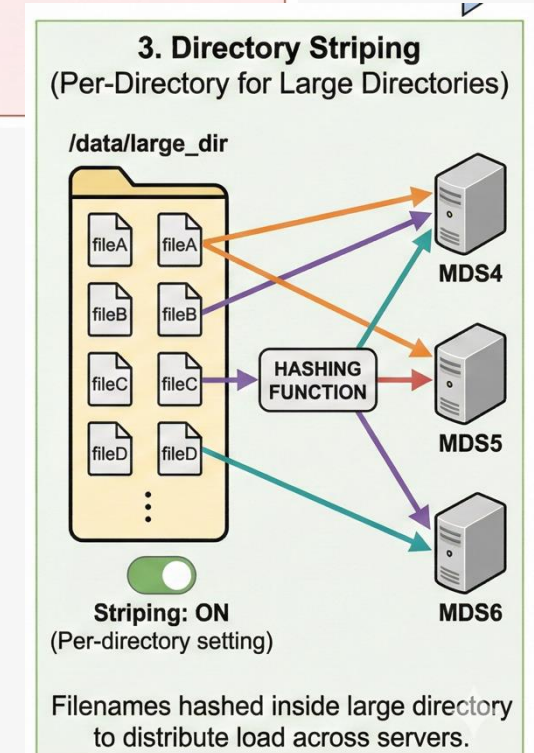 3. Directory Striping
(Per-Directory for Large Directories)
/data/large_dir
fileA fileA
fileB fileB
fileC fileC
fileD fileD
MDS4
HASHING
FUNCTION
MDS5
MDS6
Striping: ON
(Per-directory setting)
Filenames hashed inside large directory
to distribute load across servers.